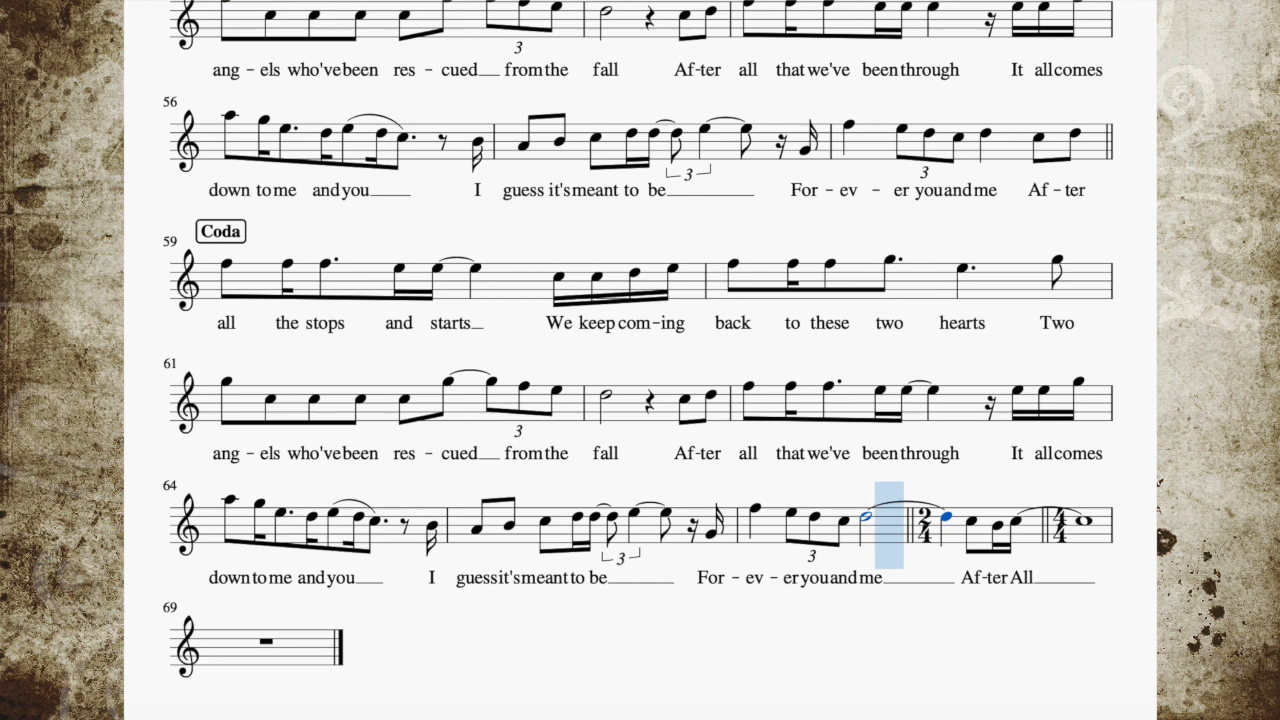 3
ang - els who've been res - cued from the fall Af - ter all that we've been through It all comes
56
3
down to me and you I guess it's meant to be For - ev - er you and me Af - ter
3
Coda
59
all the stops and starts We keep com - ing back to these two hearts Two
61
3
ang - els who've been res - cued from the fall Af - ter all that we've been through It all comes
64
2 4
4 4
3 3
down to me and you I guess it's meant to be For - ev - er you and me Af - ter All
69